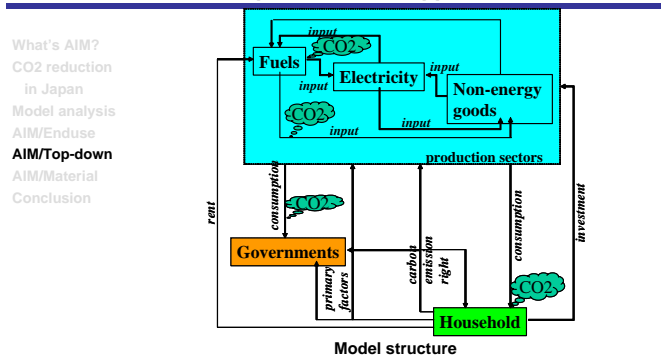 What's AIM?
CO2 reduction
in Japan
Model analysis
AIM/Enduse
AIM/Top-down
AIM/Material
Conclusion
input
CO2
Fuels
input
Electricity
input
Non-energy
goods
CO2
input
input
production sectors
rent
consumption
CO2
Governments
primary
factors
carbon
emission
right
consumption
CO2
investment
Household
Model structure